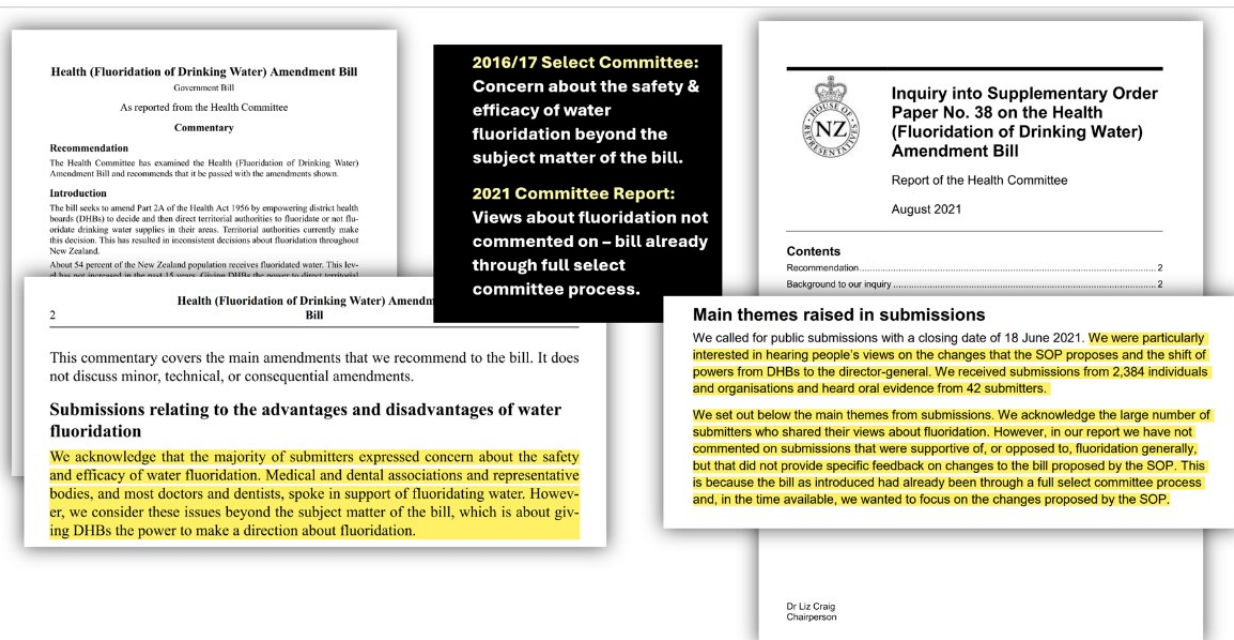 Health (Fluoridation of Drinking Water) Amendment Bill
Government Bill
As reported from the Health Committee
Commentary
Recommendation
The Health Committee has examined the Health (Fluoridation of Drinking Water)
Amendment Bill and recommends that it be passed with the amendments shown.
Introduction
The bill seeks to amend Part 2A of the Health Act 1956 by empowering district health
boards (DHBs) to decide and then direct territorial authorities to fluoridate or not flu-
oridate drinking water supplies in their areas. Territorial authorities currently make
this decision. This has resulted in inconsistent decisions about fluoridation throughout
New Zealand.
About 54 percent of the New Zealand population receives fluoridated water. This lev-
el has not increased in the past 15 years. Giving DHBs the power to direct territorial
Health (Fluoridation of Drinking Water) Amendm
2
Bill
This commentary covers the main amendments that we recommend to the bill. It does
not discuss minor, technical, or consequential amendments.
Submissions relating to the advantages and disadvantages of water
fluoridation
We acknowledge that the majority of submitters expressed concern about the safety
and efficacy of water fluoridation. Medical and dental associations and representative
bodies, and most doctors and dentists, spoke in support of fluoridating water. Howev-
er, we consider these issues beyond the subject matter of the bill, which is about giv-
ing DHBs the power to make a direction about fluoridation.
2016/17 Select Committee:
Concern about the safety &
efficacy of water
fluoridation beyond the
subject matter of the bill.
2021 Committee Report:
Views about fluoridation not
commented on – bill already
through full select
committee process.
HOUSE OF REPRESENTATIVES
NZ
Inquiry into Supplementary Order
Paper No. 38 on the Health
(Fluoridation of Drinking Water)
Amendment Bill
Report of the Health Committee
August 2021
Contents
Recommendation 2
Background to our inquiry 2
Main themes raised in submissions
We called for public submissions with a closing date of 18 June 2021. We were particularly
interested in hearing people's views on the changes that the SOP proposes and the shift of
powers from DHBs to the director-general. We received submissions from 2,384 individuals
and organisations and heard oral evidence from 42 submitters.
We set out below the main themes from submissions. We acknowledge the large number of
submitters who shared their views about fluoridation. However, in our report we have not
commented on submissions that were supportive of, or opposed to, fluoridation generally,
but that did not provide specific feedback on changes to the bill proposed by the SOP. This
is because the bill as introduced had already been through a full select committee process
and, in the time available, we wanted to focus on the changes proposed by the SOP.
Dr Liz Craig
Chairperson